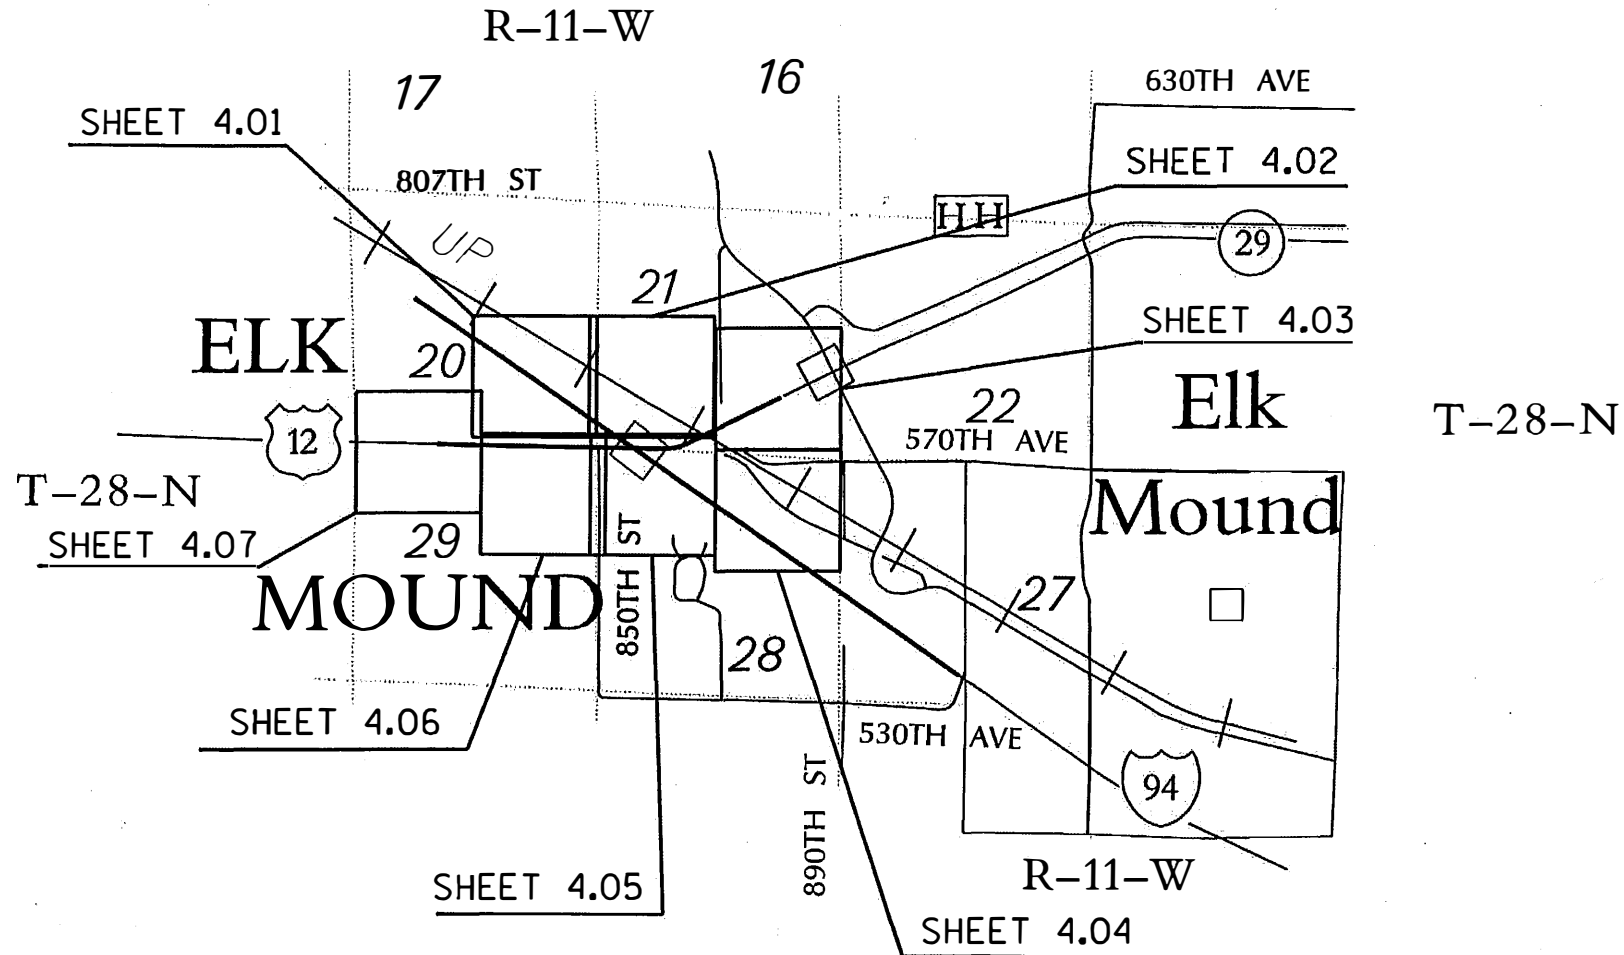 R-11-W
17
16
630TH AVE
SHEET 4.01
SHEET 4.02
807TH ST
HH
UP
29
21
SHEET 4.03
ELK
20
22
Elk
T-28-N
12
570TH AVE
T-28-N
Mound
SHEET 4.07
29
850TH ST
MOUND
27
28
SHEET 4.06
530TH AVE
890TH ST
94
SHEET 4.05
R-11-W
SHEET 4.04